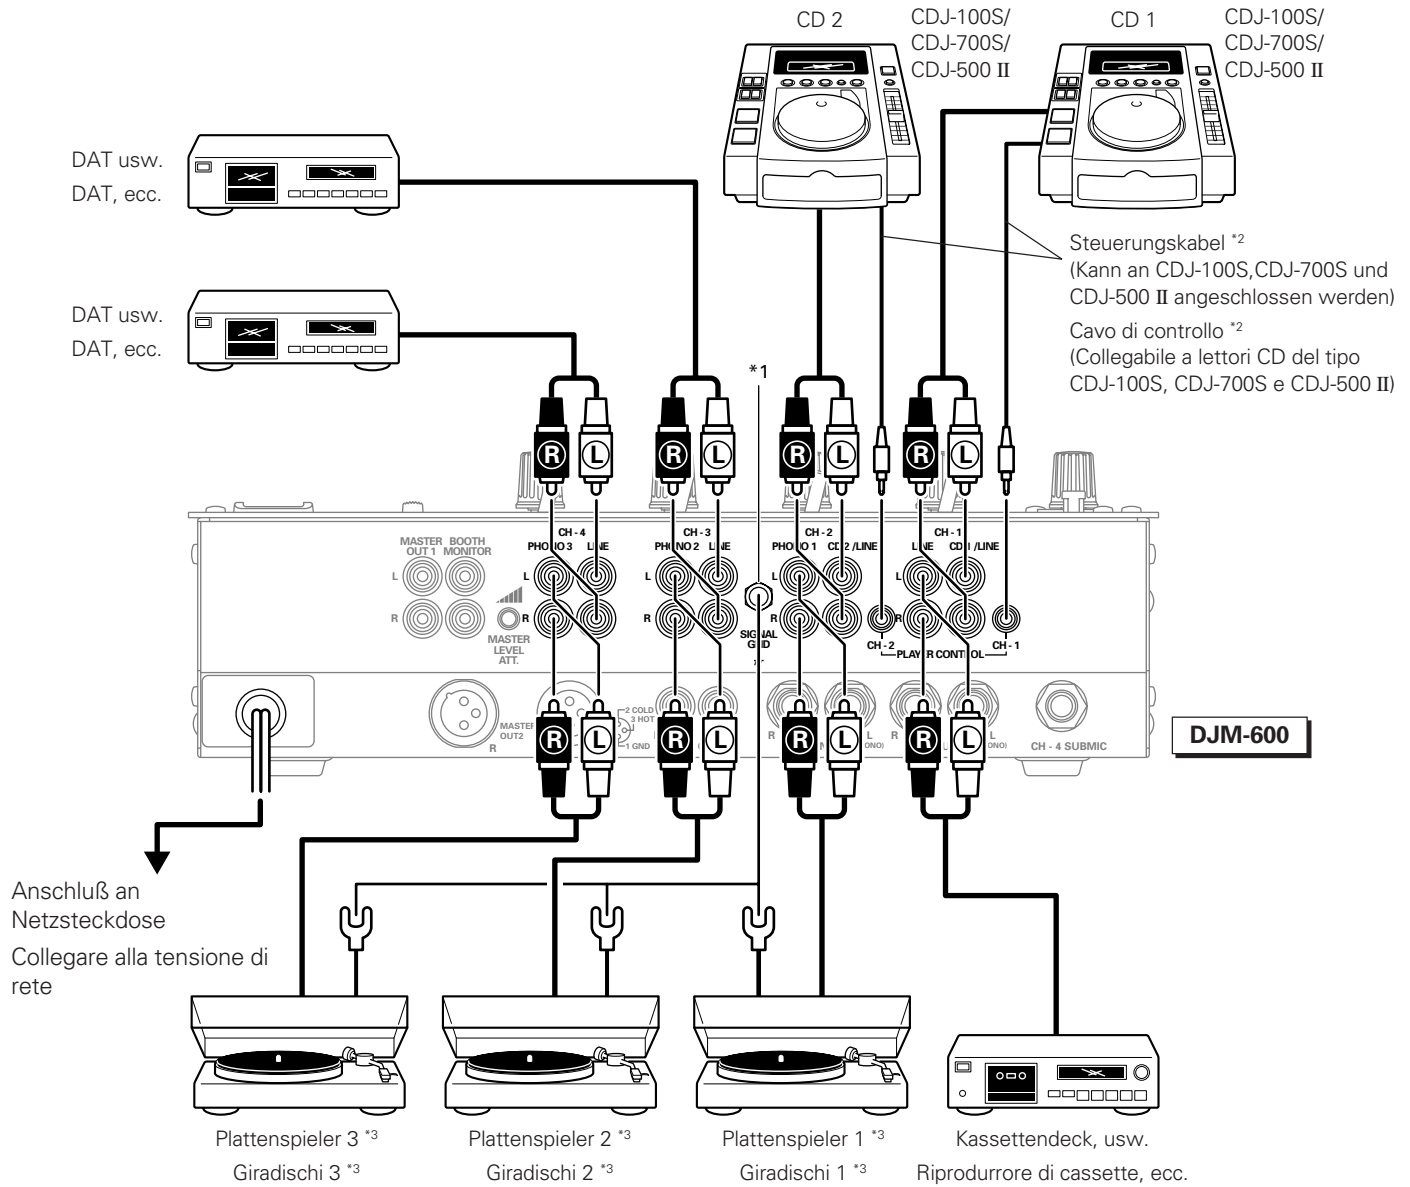 CD 2
CDJ-100S/
CDJ-700S/
CDJ-500 II
CD 1
CDJ-100S/
CDJ-700S/
CDJ-500 II
DAT usw.
DAT, ecc.
DAT usw.
DAT, ecc.
Steuerungskabel *2
(Kann an CDJ-100S,CDJ-700S und
CDJ-500 II angeschlossen werden)
Cavo di controllo *2
(Collegabile a lettori CD del tipo
CDJ-100S, CDJ-700S e CDJ-500 II)
*1
R L R L R L R L
MASTER OUT 1
BOOTH MONITOR
CH - 4
PHONO 3 LINE
CH - 3
PHONO 2 LINE
CH - 2
PHONO 1 CD 2 /LINE
CH - 1
LINE CD 1 /LINE
L L L L L
R R R R R
MASTER
LEVEL
ATT.
SIGNAL
GND
CH - 2
PLAYER CONTROL
CH - 1
MASTER
OUT2
R
2 COLD
3 HOT
1 GND
R L R L R L R L
R
L
R
L
CH - 4 SUBMIC
DJM-600
Anschluß an
Netzsteckdose
Collegare alla tensione di
rete
Plattenspieler 3 *3
Giradischi 3 *3
Plattenspieler 2 *3
Giradischi 2 *3
Plattenspieler 1 *3
Giradischi 1 *3
Kassettendeck, usw.
Riprodurrore di cassette, ecc.